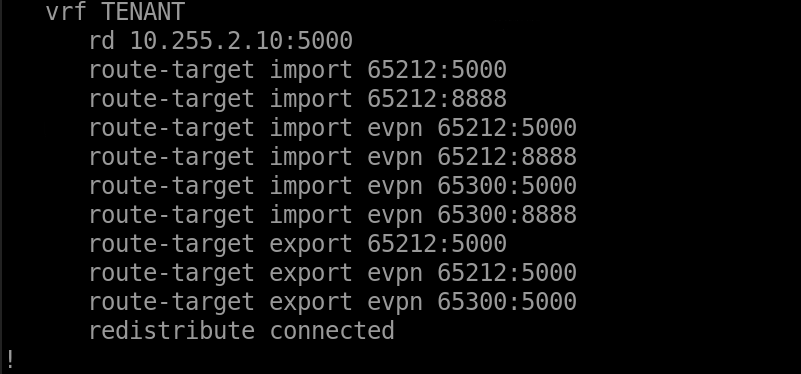 vrf TENANT
rd 10.255.2.10:5000
route-target import 65212:5000
route-target import 65212:8888
route-target import evpn 65212:5000
route-target import evpn 65212:8888
route-target import evpn 65300:5000
route-target import evpn 65300:8888
route-target export 65212:5000
route-target export evpn 65212:5000
route-target export evpn 65300:5000
redistribute connected
!